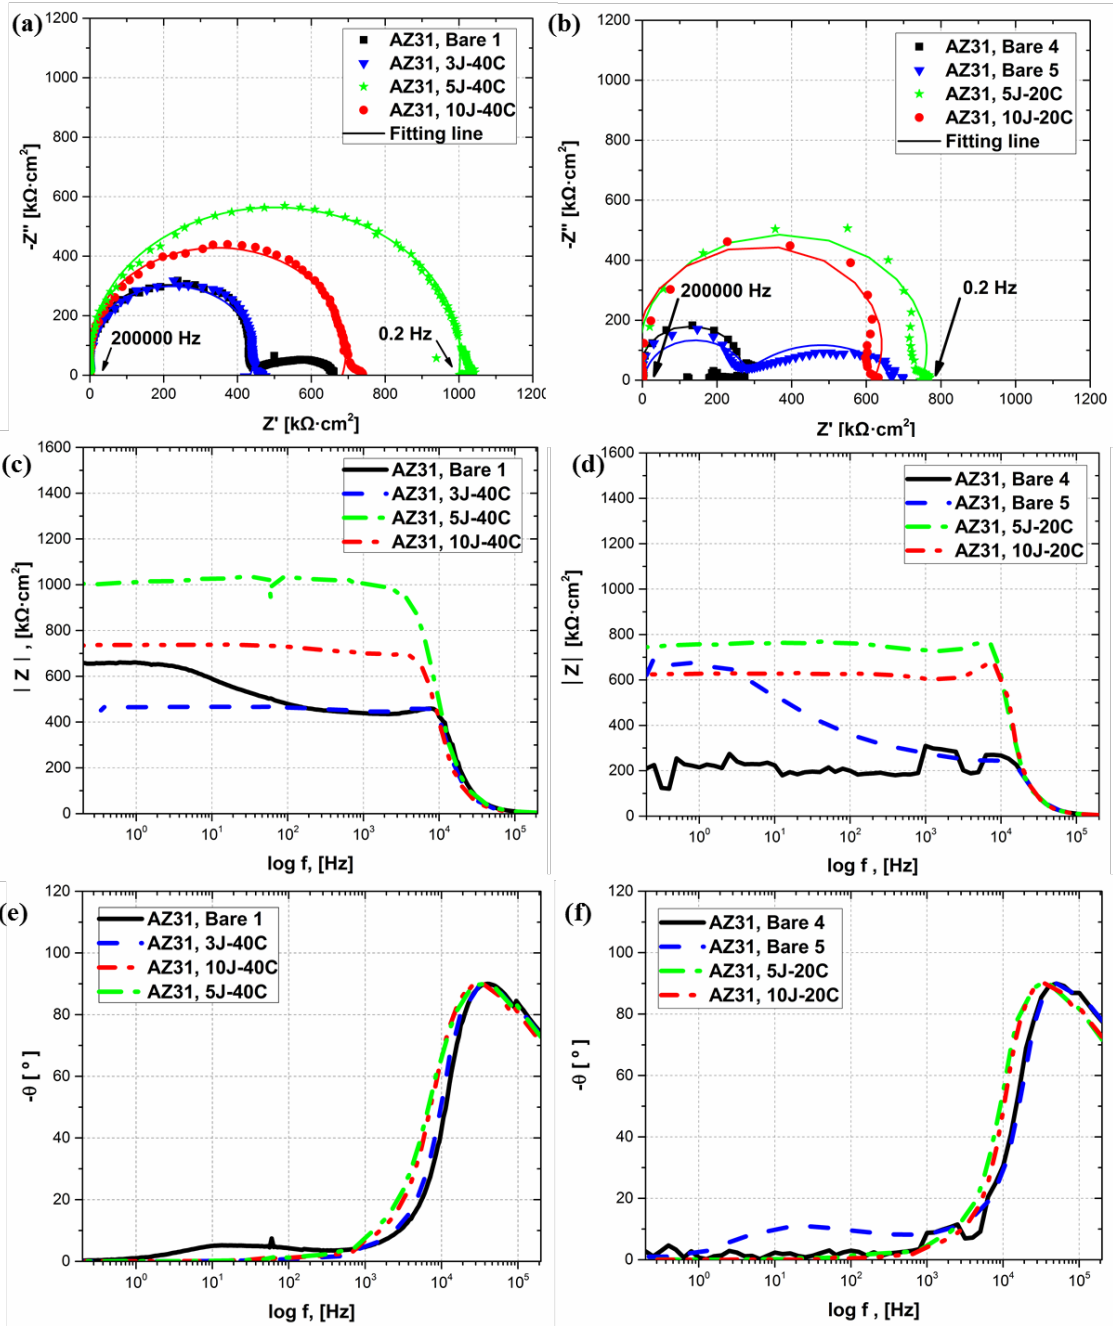 (a)
1200
1000
800
600
400
200
0
-Z" [kΩ·cm²]
AZ31, Bare 1
AZ31, 3J-40C
AZ31, 5J-40C
AZ31, 10J-40C
Fitting line
200000 Hz
0.2 Hz
0 200 400 600 800 1000 1200
Z' [kΩ·cm²]
(b)
1200
1000
800
600
400
200
0
-Z" [kΩ·cm²]
AZ31, Bare 4
AZ31, Bare 5
AZ31, 5J-20C
AZ31, 10J-20C
Fitting line
200000 Hz
0.2 Hz
0 200 400 600 800 1000 1200
Z' [kΩ·cm²]
(c)
1600
1400
1200
1000
800
600
400
200
0
| Z | , [kΩ·cm²]
AZ31, Bare 1
AZ31, 3J-40C
AZ31, 5J-40C
AZ31, 10J-40C
10⁰ 10¹ 10² 10³ 10⁴ 10⁵
log f, [Hz]
(d)
1600
1400
1200
1000
800
600
400
200
0
| Z | [kΩ·cm²]
AZ31, Bare 4
AZ31, Bare 5
AZ31, 5J-20C
AZ31, 10J-20C
10⁰ 10¹ 10² 10³ 10⁴ 10⁵
log f , [Hz]
(e)
120
100
80
60
40
20
0
-θ [ º ]
AZ31, Bare 1
AZ31, 3J-40C
AZ31, 10J-40C
AZ31, 5J-40C
10⁰ 10¹ 10² 10³ 10⁴ 10⁵
log f, [Hz]
(f)
120
100
80
60
40
20
0
-θ [ º ]
AZ31, Bare 4
AZ31, Bare 5
AZ31, 5J-20C
AZ31, 10J-20C
10⁰ 10¹ 10² 10³ 10⁴ 10⁵
log f , [Hz]